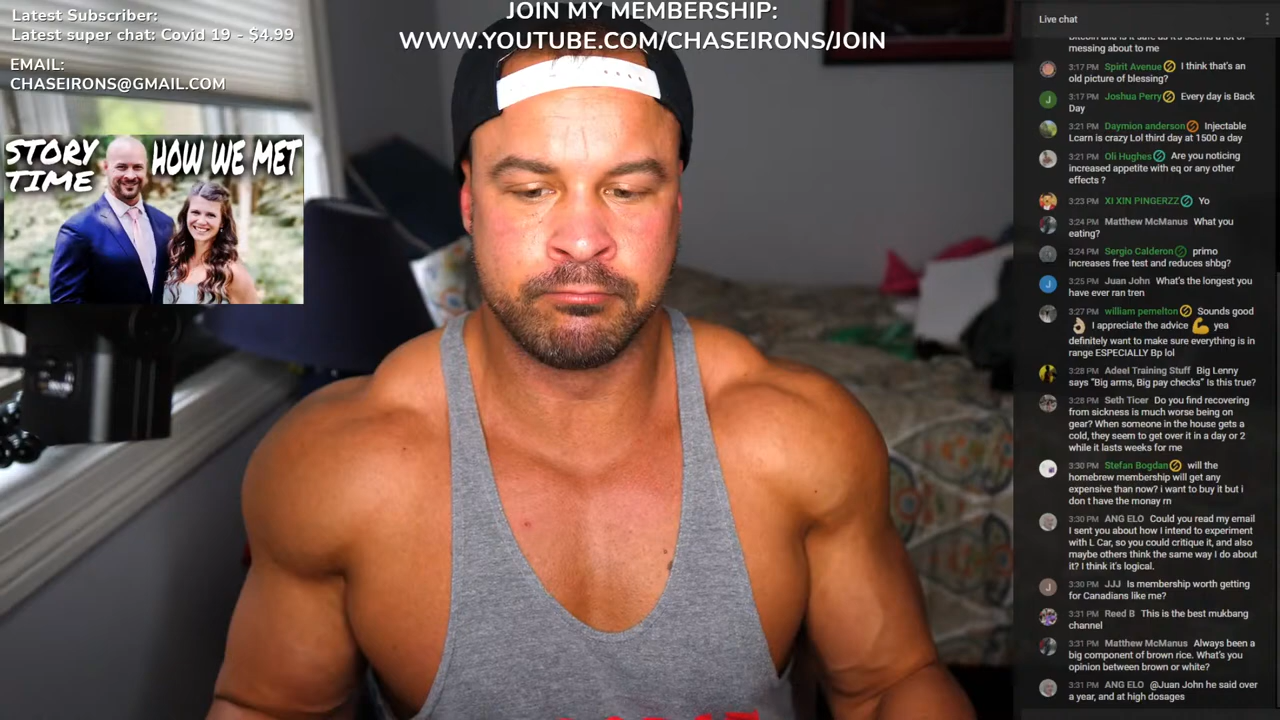 Latest Subscriber:
Latest super chat: Covid 19 - $4.99
EMAIL:
CHASEIRONS@GMAIL.COM
JOIN MY MEMBERSHIP:
WWW.YOUTUBE.COM/CHASEIRONS/JOIN
STORY
TIME
HOW WE MET
Live chat
Bitcoin and is it safe as it's seems is he
messing about to me
3:17 PM Spirit Avenue I think that's an
old picture of blessing?
3:17 PM Joshua Perry Every day is Back
Day
3:21 PM Daymion anderson Injectable
Lcarn is crazy Lol third day at 1500 a day
3:21 PM Oli Hughes Are you noticing
increased appetite with eq or any other
effects ?
3:23 PM XI XIN PINGERZZ Yo
3:24 PM Matthew McManus What you
eating?
3:24 PM Sergio Calderon primo
increases free test and reduces shbg?
3:25 PM Juan John What's the longest you
have ever ran tren
3:27 PM william pemelton Sounds good
👌🏼 I appreciate the advice 💪 yea
definitely want to make sure everything is in
range ESPECIALLY Bp lol
3:28 PM Adeel Training Stuff Big Lenny
says "Big arms, Big pay checks" Is this true?
3:28 PM Seth Ticer Do you find recovering
from sickness is much worse being on
gear? When someone in the house gets a
cold, they seem to get over it in a day or 2
while it lasts weeks for me
3:30 PM Stefan Bogdan will the
homebrew membership will get any
expensive than now? i want to buy it but i
don t have the monay rn
3:30 PM ANG ELO Could you read my email
I sent you about how I intend to experiment
with L Car, so you could critique it, and also
maybe others think the same way I do about
it? I think it's logical.
3:30 PM JJJ Is membership worth getting
for Canadians like me?
3:31 PM Reed B This is the best mukbang
channel
3:31 PM Matthew McManus Always been a
big component of brown rice. What's you
opinion between brown or white?
3:31 PM ANG ELO @Juan John he said over
a year, and at high dosages